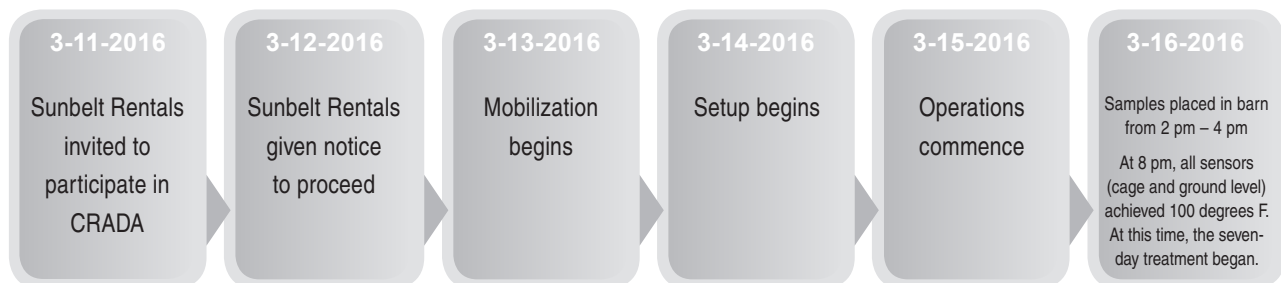 3-11-2016
Sunbelt Rentals
invited to
participate in
CRADA
3-12-2016
Sunbelt Rentals
given notice
to proceed
3-13-2016
Mobilization
begins
3-14-2016
Setup begins
3-15-2016
Operations
commence
3-16-2016
Samples placed in barn
from 2 pm – 4 pm
At 8 pm, all sensors
(cage and ground level)
achieved 100 degrees F.
At this time, the seven-
day treatment began.